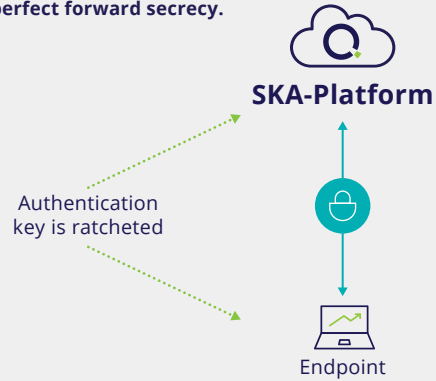 perfect forward secrecy.
SKA-Platform
Authentication
key is ratcheted
Endpoint